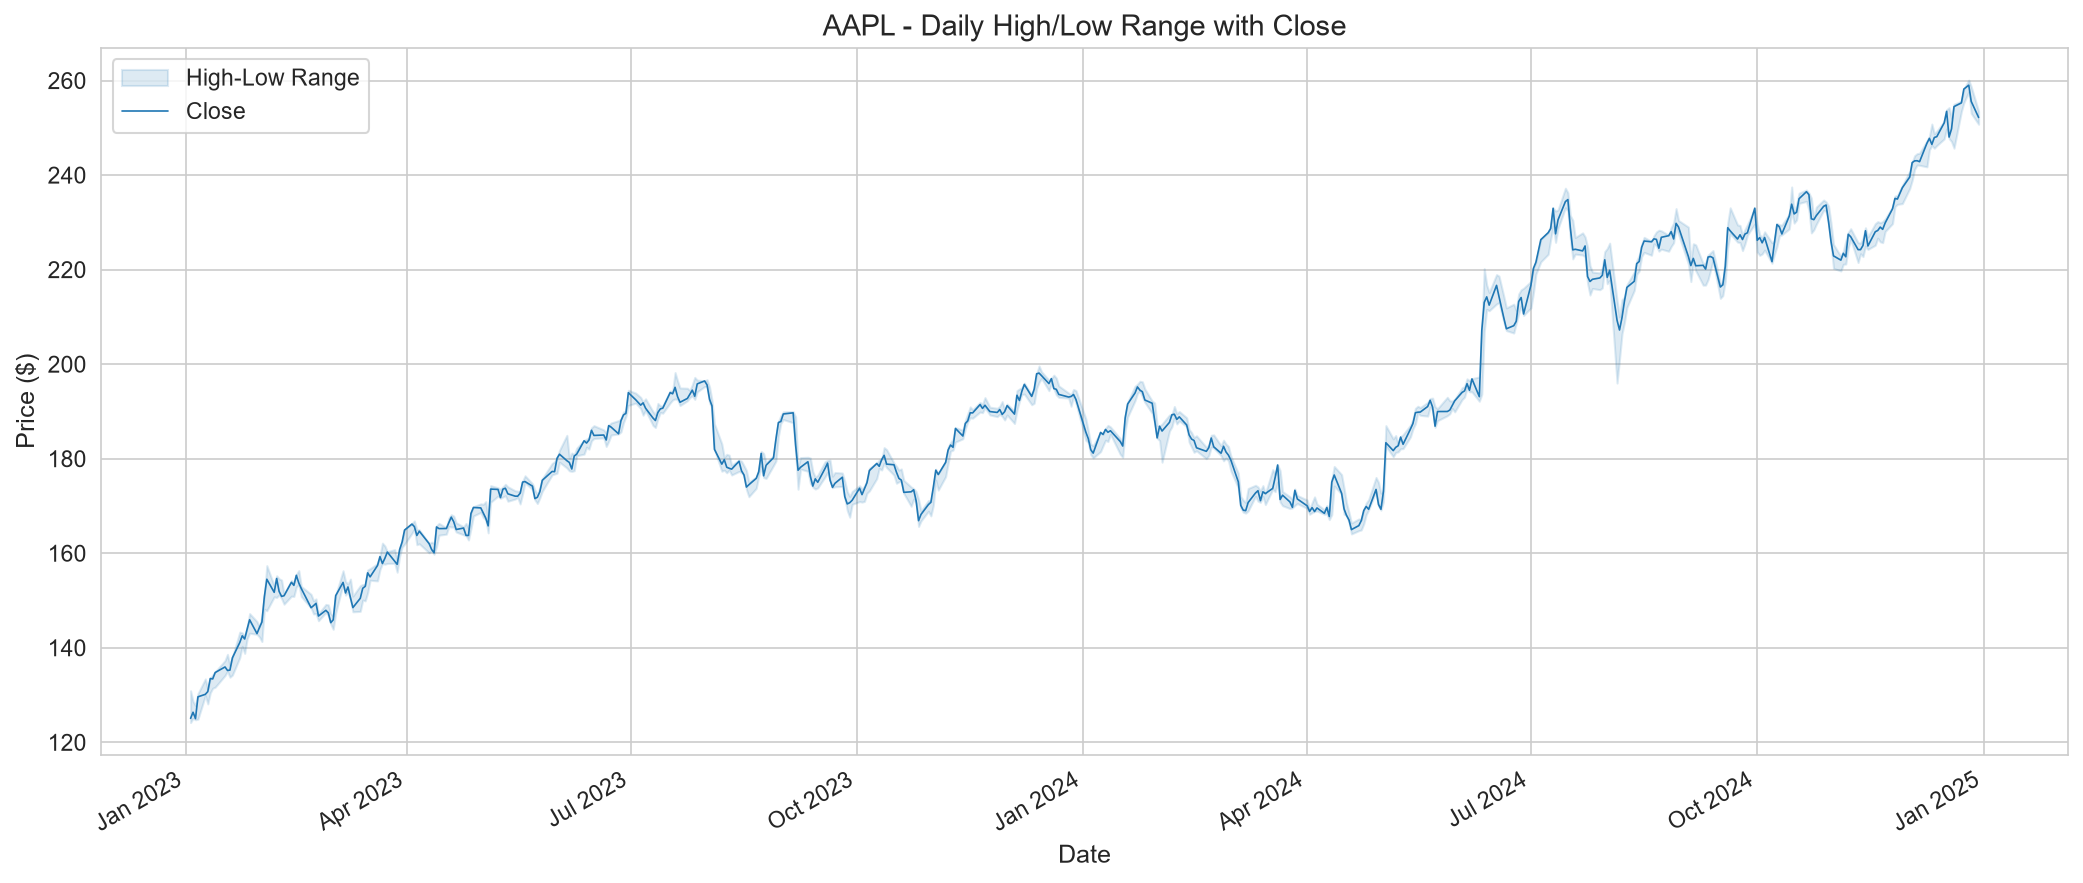 AAPL - Daily High/Low Range with Close
High-Low Range
Close
Price ($)
260
240
220
200
180
160
140
120
Jan 2023
Apr 2023
Jul 2023
Oct 2023
Jan 2024
Apr 2024
Jul 2024
Oct 2024
Jan 2025
Date